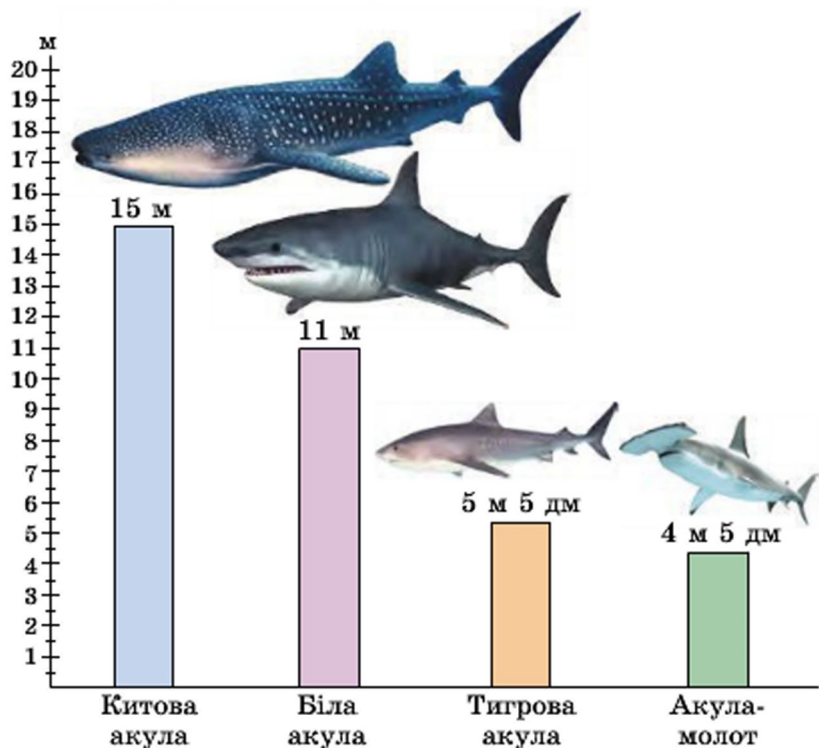 м
20
19
18
17
16
15
14
13
12
11
10
9
8
7
6
5
4
3
2
1
15 м
11 м
5 м 5 дм
4 м 5 дм
Китова
акула
Біла
акула
Тигрова
акула
Акула-
молот